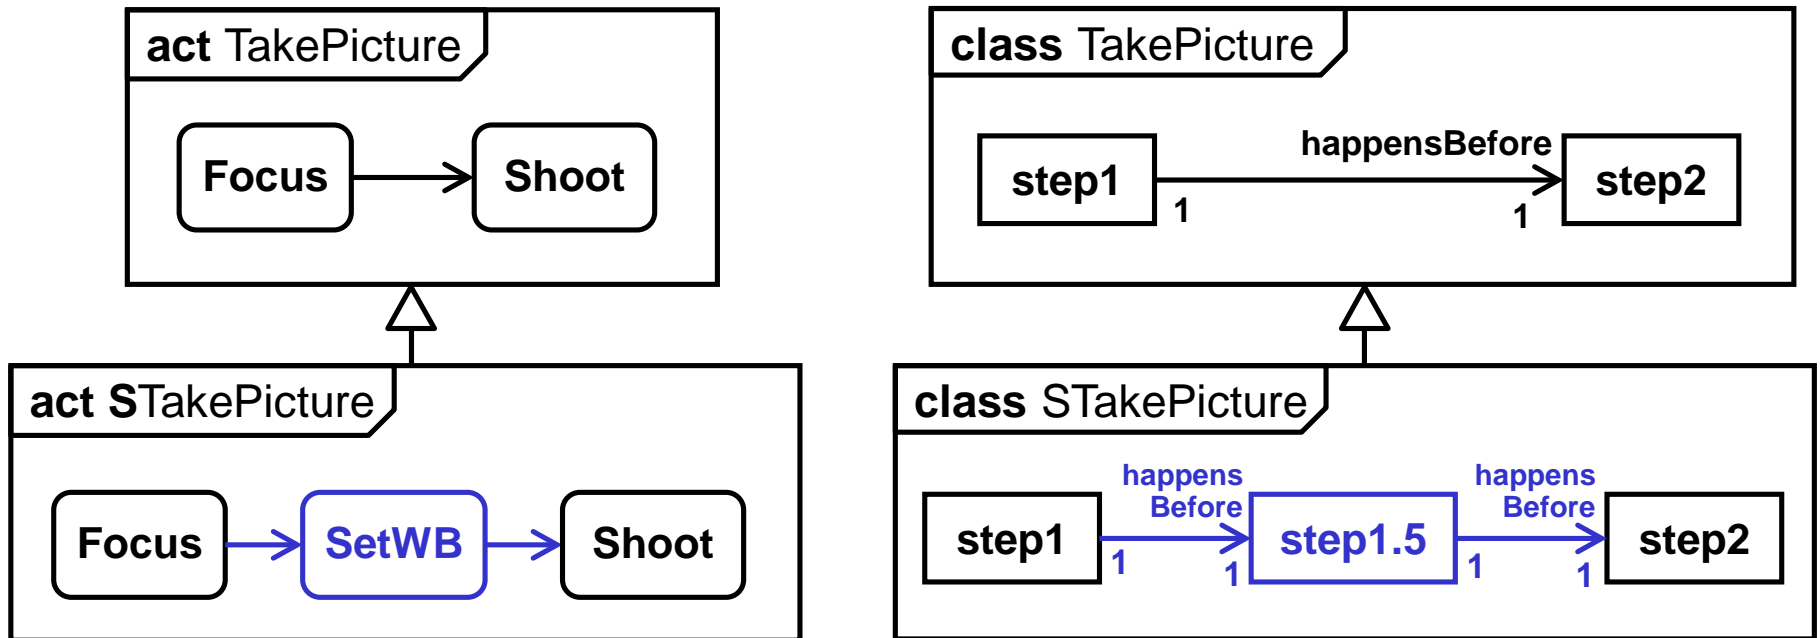 act TakePicture
Focus
Shoot
class TakePicture
happensBefore
step1
step2
1
1
act STakePicture
Focus
SetWB
Shoot
class STakePicture
happens
Before
happens
Before
step1
step1.5
step2
1
1
1
1